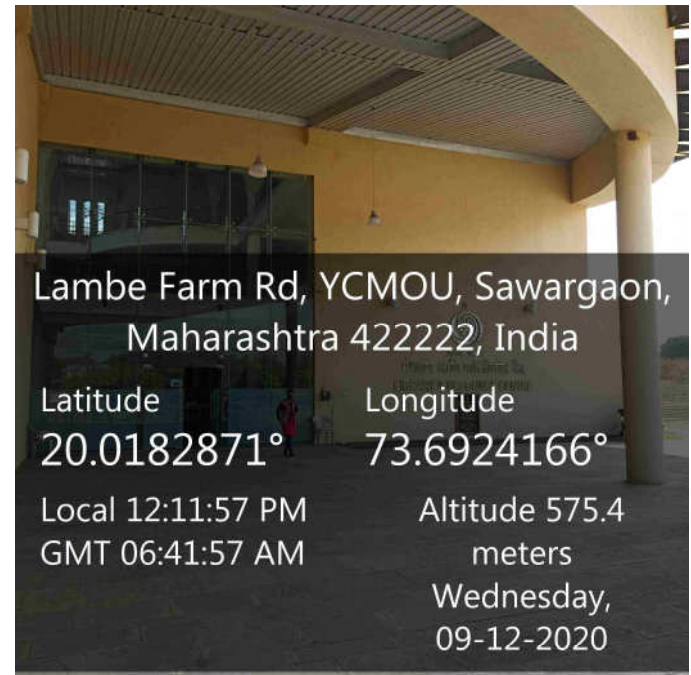 Lambe Farm Rd, YCMOU, Sawargaon,
Maharashtra 422222, India
Latitude
20.0182871°
Longitude
73.6924166°
Local 12:11:57 PM
GMT 06:41:57 AM
Altitude 575.4
meters
Wednesday,
09-12-2020